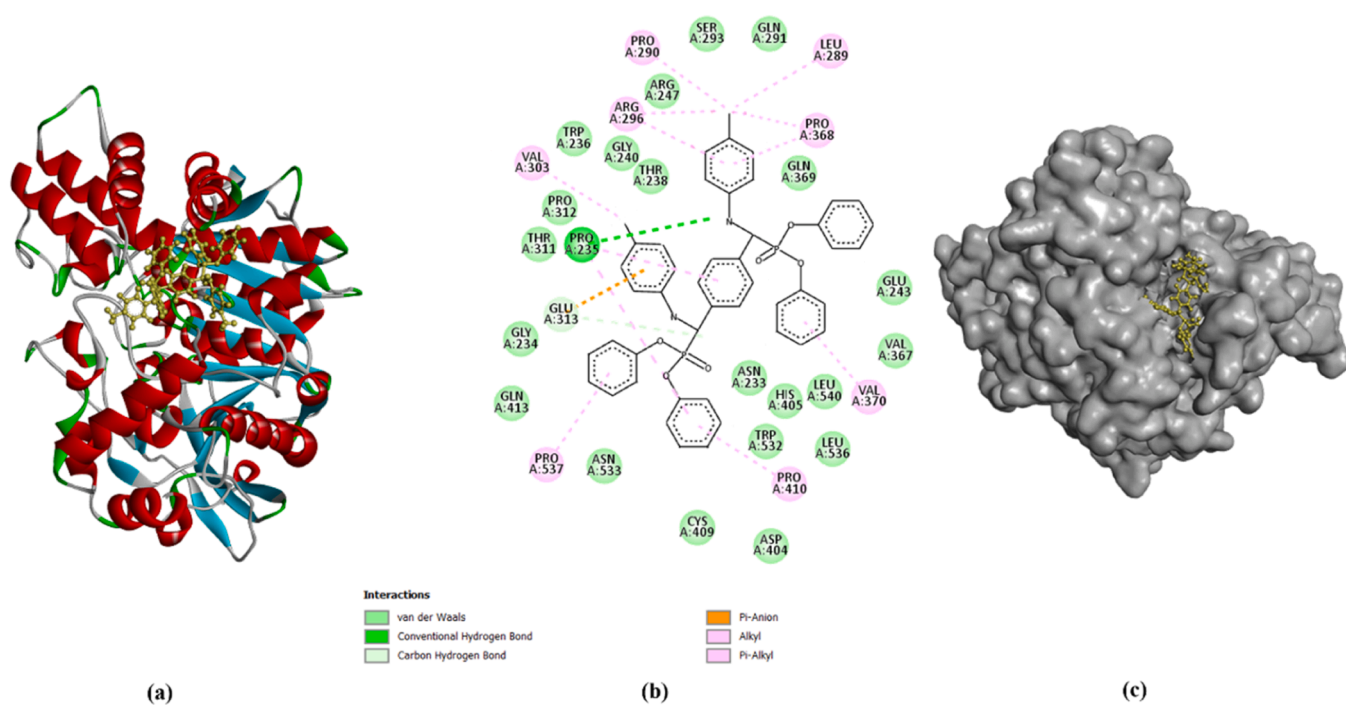 SER
A:293
GLN
A:291
PRO
A:290
LEU
A:289
ARG
A:247
ARG
A:296
PRO
A:368
TRP
A:236
GLY
A:240
THR
A:238
VAL
A:303
GLN
A:369
PRO
A:312
THR
A:311
PRO
A:235
N
O
P
O
O
GLU
A:243
GLU
A:313
N
GLY
A:234
VAL
A:367
O
P
O
O
ASN
A:233
HIS
A:405
LEU
A:540
VAL
A:370
GLN
A:413
TRP
A:532
LEU
A:536
PRO
A:537
ASN
A:533
PRO
A:410
CYS
A:409
ASP
A:404
Interactions
van der Waals
Conventional Hydrogen Bond
Carbon Hydrogen Bond
Pi-Anion
Alkyl
Pi-Alkyl
(a)
(b)
(c)